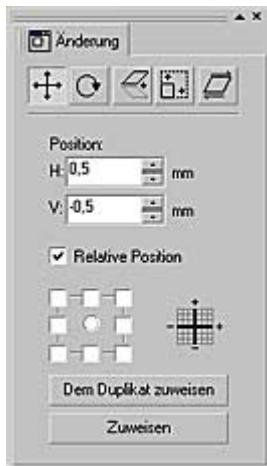 Änderung
Position:
H: 0,5 mm
V: -0,5 mm
Relative Position
Dem Duplikat zuweisen
Zuweisen